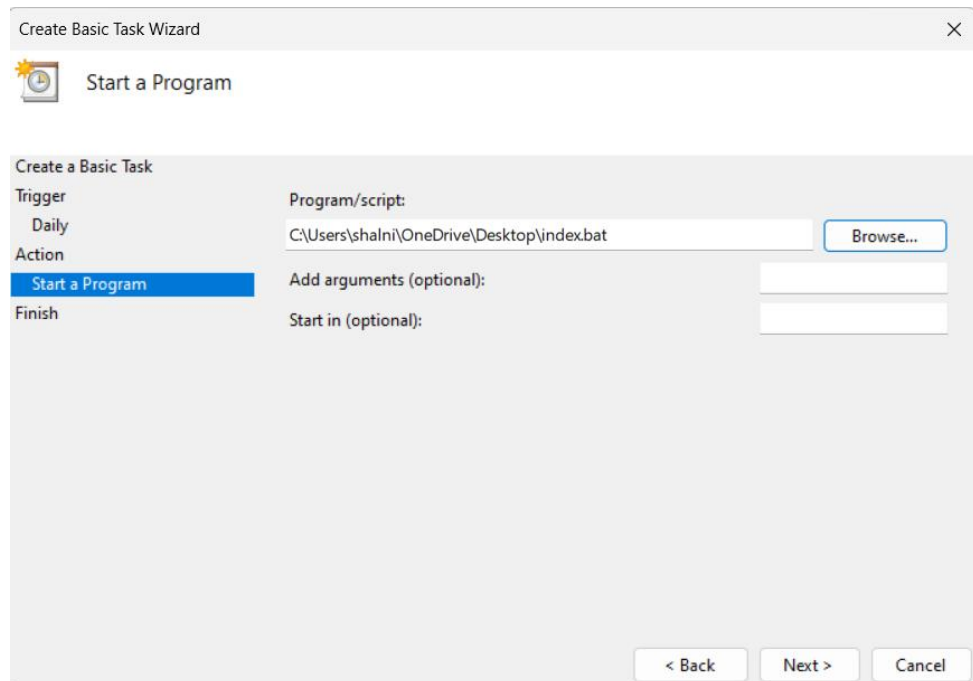 Create Basic Task Wizard
Start a Program
Create a Basic Task
Trigger
Daily
Action
Start a Program
Finish
Program/script:
C:\Users\shalni\OneDrive\Desktop\index.bat
Browse...
Add arguments (optional):
Start in (optional):
< Back
Next >
Cancel